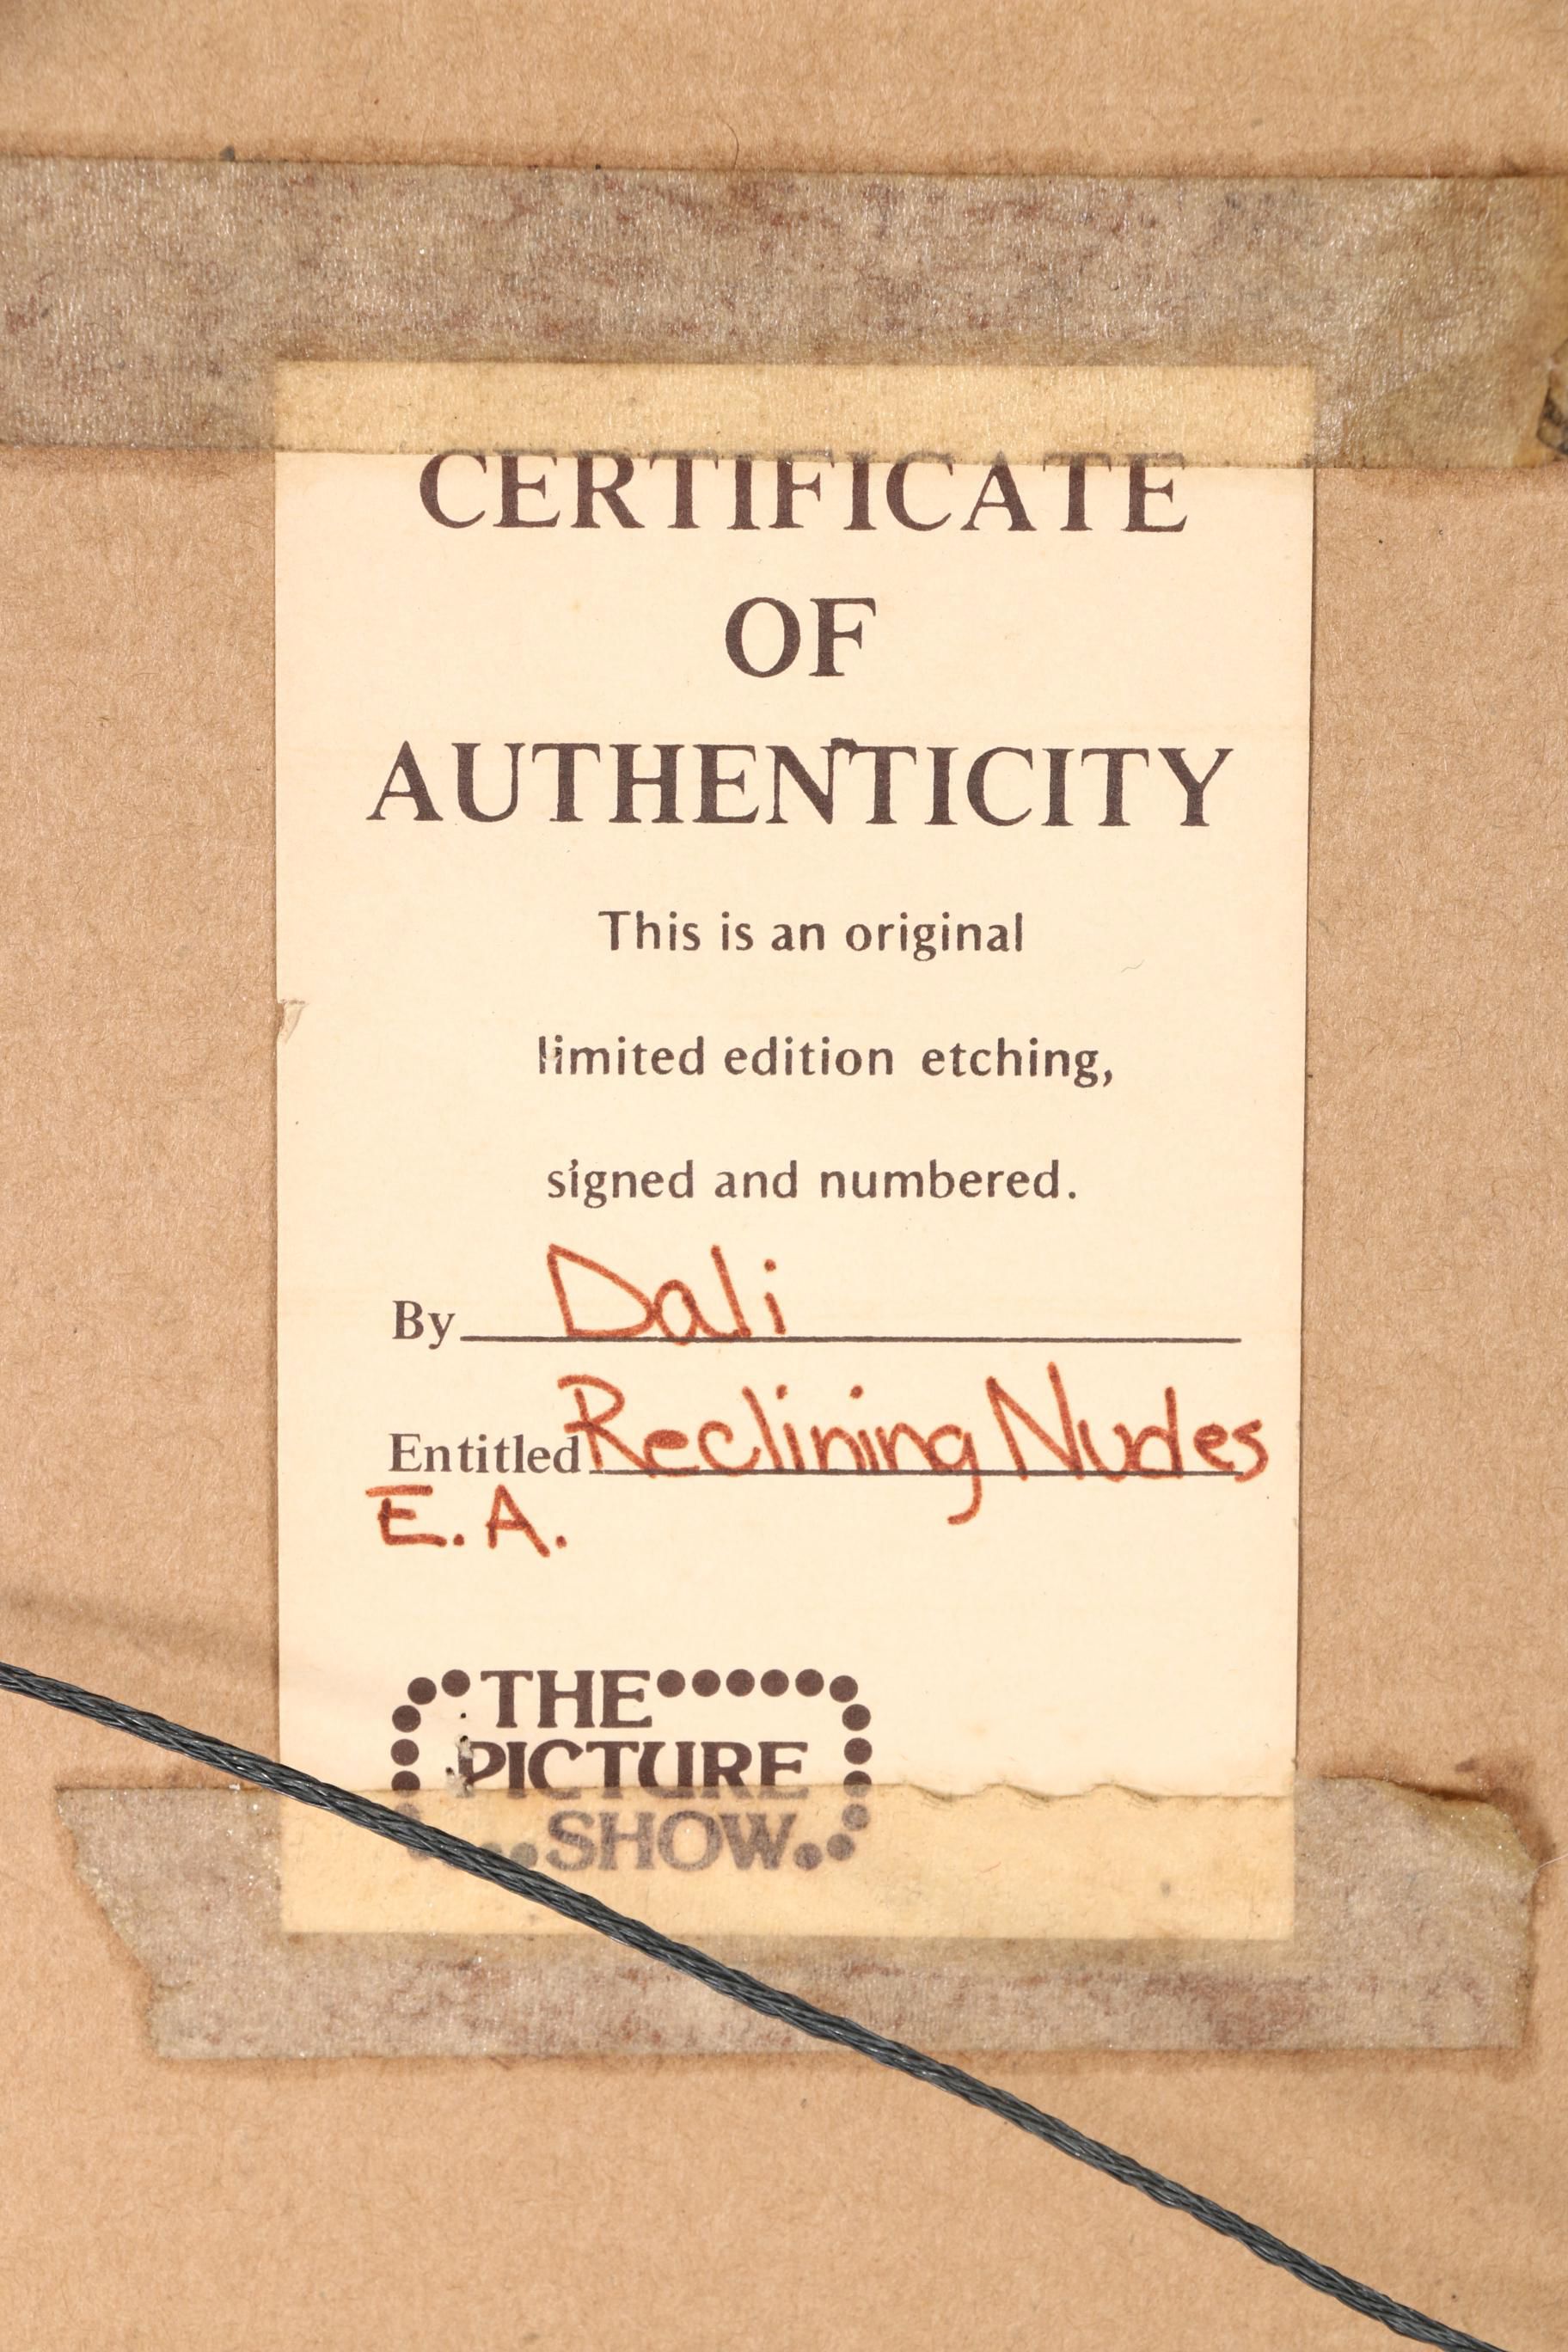 CERTIFICATE
OF
AUTHENTICITY
This is an original
limited edition etching,
signed and numbered.
By Dali
Entitled Reclining Nudes
E.A.
THE
PICTURE
SHOW